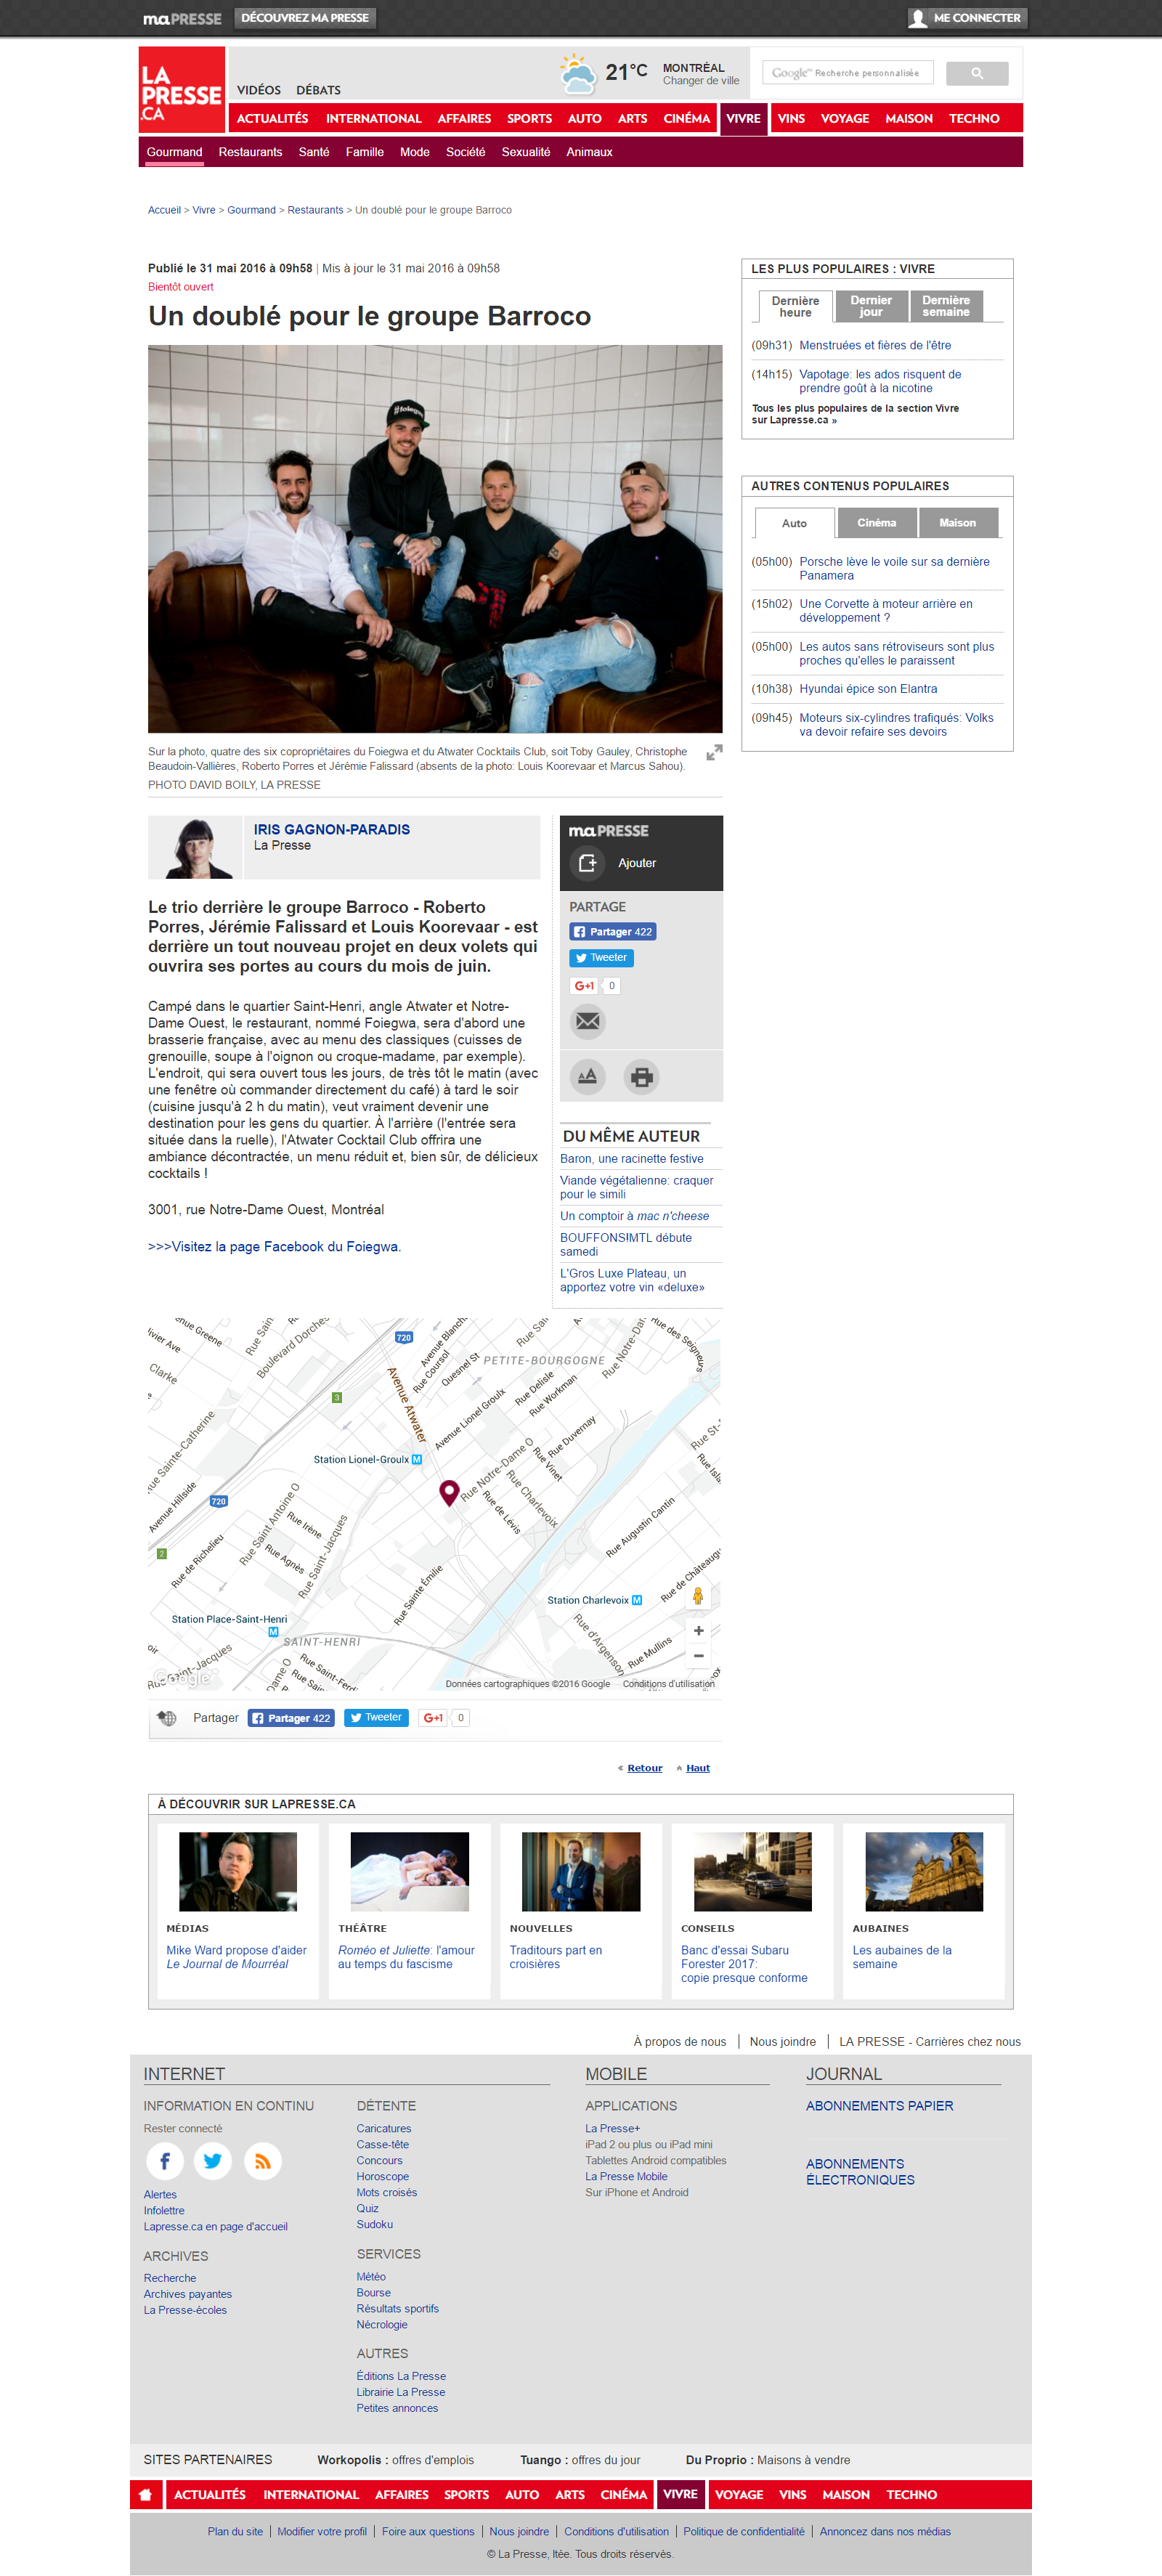 maPRESSE
DÉCOUVREZ MA PRESSE
ME CONNECTER
LA
PRESSE
.CA
VIDÉOS
DÉBATS
21°C
MONTRÉAL
Changer de ville
Google Recherche personnalisée
ACTUALITÉS INTERNATIONAL AFFAIRES SPORTS AUTO ARTS CINÉMA VIVRE VINS VOYAGE MAISON TECHNO
Gourmand Restaurants Santé Famille Mode Société Sexualité Animaux
Accueil > Vivre > Gourmand > Restaurants > Un doublé pour le groupe Barroco
Publié le 31 mai 2016 à 09h58 | Mis à jour le 31 mai 2016 à 09h58
Bientôt ouvert
Un doublé pour le groupe Barroco
#foiegwa
Sur la photo, quatre des six copropriétaires du Foiegwa et du Atwater Cocktails Club, soit Toby Gauley, Christophe
Beaudoin-Vallières, Roberto Porres et Jérémie Falissard (absents de la photo: Louis Koorevaar et Marcus Sahou).
PHOTO DAVID BOILY, LA PRESSE
IRIS GAGNON-PARADIS
La Presse
Le trio derrière le groupe Barroco - Roberto
Porres, Jérémie Falissard et Louis Koorevaar - est
derrière un tout nouveau projet en deux volets qui
ouvrira ses portes au cours du mois de juin.
Campé dans le quartier Saint-Henri, angle Atwater et Notre-
Dame Ouest, le restaurant, nommé Foiegwa, sera d'abord une
brasserie française, avec au menu des classiques (cuisses de
grenouille, soupe à l'oignon ou croque-madame, par exemple).
L'endroit, qui sera ouvert tous les jours, de très tôt le matin (avec
une fenêtre où commander directement du café) à tard le soir
(cuisine jusqu'à 2 h du matin), veut vraiment devenir une
destination pour les gens du quartier. À l'arrière (l'entrée sera
située dans la ruelle), l'Atwater Cocktail Club offrira une
ambiance décontractée, un menu réduit et, bien sûr, de délicieux
cocktails !
3001, rue Notre-Dame Ouest, Montréal
>>>Visitez la page Facebook du Foiegwa.
maPRESSE
Ajouter
PARTAGE
Partager 422
Tweeter
G+1 0
AA
DU MÊME AUTEUR
Baron, une racinette festive
Viande végétalienne: craquer
pour le simili
Un comptoir à mac n'cheese
BOUFFONS!MTL débute
samedi
L'Gros Luxe Plateau, un
apportez votre vin «deluxe»
LES PLUS POPULAIRES : VIVRE
Dernière
heure
Dernier
jour
Dernière
semaine
(09h31) Menstruées et fières de l'être
(14h15) Vapotage: les ados risquent de
prendre goût à la nicotine
Tous les plus populaires de la section Vivre
sur Lapresse.ca »
AUTRES CONTENUS POPULAIRES
Auto Cinéma Maison
(05h00) Porsche lève le voile sur sa dernière
Panamera
(15h02) Une Corvette à moteur arrière en
développement ?
(05h00) Les autos sans rétroviseurs sont plus
proches qu'elles le paraissent
(10h38) Hyundai épice son Elantra
(09h45) Moteurs six-cylindres trafiqués: Volks
va devoir refaire ses devoirs
720
Boulevard Dorches
Avenue Blanch
Rue Coursol
Quesnel St
PETITE-BOURGOGNE
Rue Notre-Da
Rue des Seigneurs
Clarke
3
Avenue Atwater
Rue Delisle
Rue Workman
Avenue Lionel Groulx
Rue Duvernay
Rue Vinet
Station Lionel-Groulx M
Rue Notre-Dame O
Rue Charlevoix
Rue de Lévis
Rue Sainte-Catherine
Avenue Hillside
720
Rue Saint Antoine O
Rue Saint-Jacques
Rue Augustin Cantin
2
Rue de Richelieu
Rue Agnès
Rue Sainte Émilie
Rue de Châteaugu
Station Charlevoix M
Station Place-Saint-Henri
M
SAINT-HENRI
Rue d'Argenson
Rue Mullins
Rue Saint-Ferd
Google
Données cartographiques ©2016 Google Conditions d'utilisation
Partager
Partager 422
Tweeter
G+1 0
« Retour
Haut
À DÉCOUVRIR SUR LAPRESSE.CA
MÉDIAS
Mike Ward propose d'aider
Le Journal de Mourréal
THÉÂTRE
Roméo et Juliette: l'amour
au temps du fascisme
NOUVELLES
Traditours part en
croisières
CONSEILS
Banc d'essai Subaru
Forester 2017:
copie presque conforme
AUBAINES
Les aubaines de la
semaine
À propos de nous | Nous joindre | LA PRESSE - Carrières chez nous
INTERNET
INFORMATION EN CONTINU
Rester connecté
Alertes
Infolettre
Lapresse.ca en page d'accueil
ARCHIVES
Recherche
Archives payantes
La Presse-écoles
DÉTENTE
Caricatures
Casse-tête
Concours
Horoscope
Mots croisés
Quiz
Sudoku
SERVICES
Météo
Bourse
Résultats sportifs
Nécrologie
AUTRES
Éditions La Presse
Librairie La Presse
Petites annonces
MOBILE
APPLICATIONS
La Presse+
iPad 2 ou plus ou iPad mini
Tablettes Android compatibles
La Presse Mobile
Sur iPhone et Android
JOURNAL
ABONNEMENTS PAPIER
ABONNEMENTS
ÉLECTRONIQUES
SITES PARTENAIRES
Workopolis : offres d'emplois
Tuango : offres du jour
Du Proprio : Maisons à vendre
ACTUALITÉS INTERNATIONAL AFFAIRES SPORTS AUTO ARTS CINÉMA VIVRE VOYAGE VINS MAISON TECHNO
Plan du site | Modifier votre profil | Foire aux questions | Nous joindre | Conditions d'utilisation | Politique de confidentialité | Annoncez dans nos médias
© La Presse, ltée. Tous droits réservés.